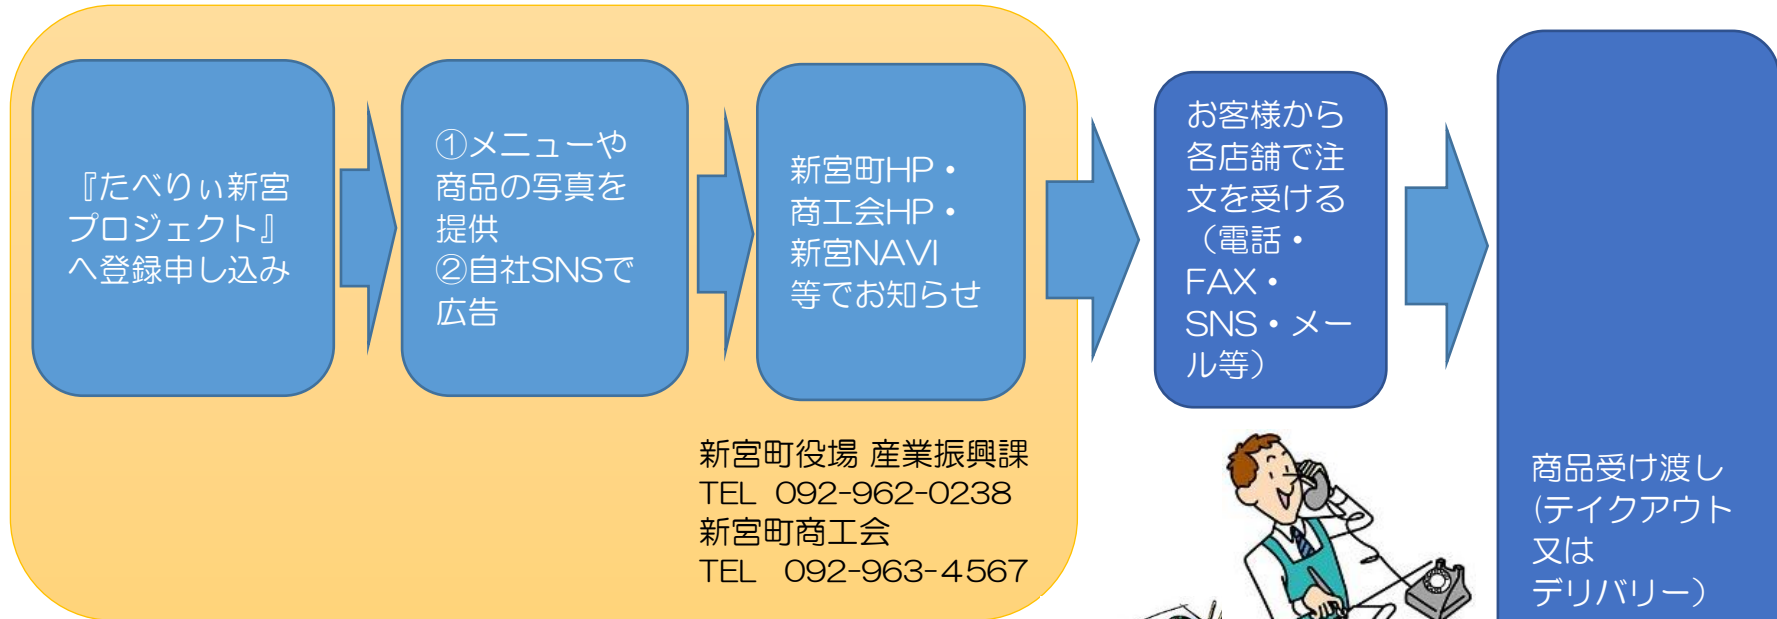 『たべりぃ新宮
プロジェクト』
へ登録申し込み
①メニューや
商品の写真を
提供
②自社SNSで
広告
新宮町HP・
商工会HP・
新宮NAVI
等でお知らせ
お客様から
各店舗で注
文を受ける
（電話・
FAX・
SNS・メー
ル等）
商品受け渡し
(テイクアウト
又は
デリバリー）
新宮町役場 産業振興課
TEL 092-962-0238
新宮町商工会
TEL 092-963-4567